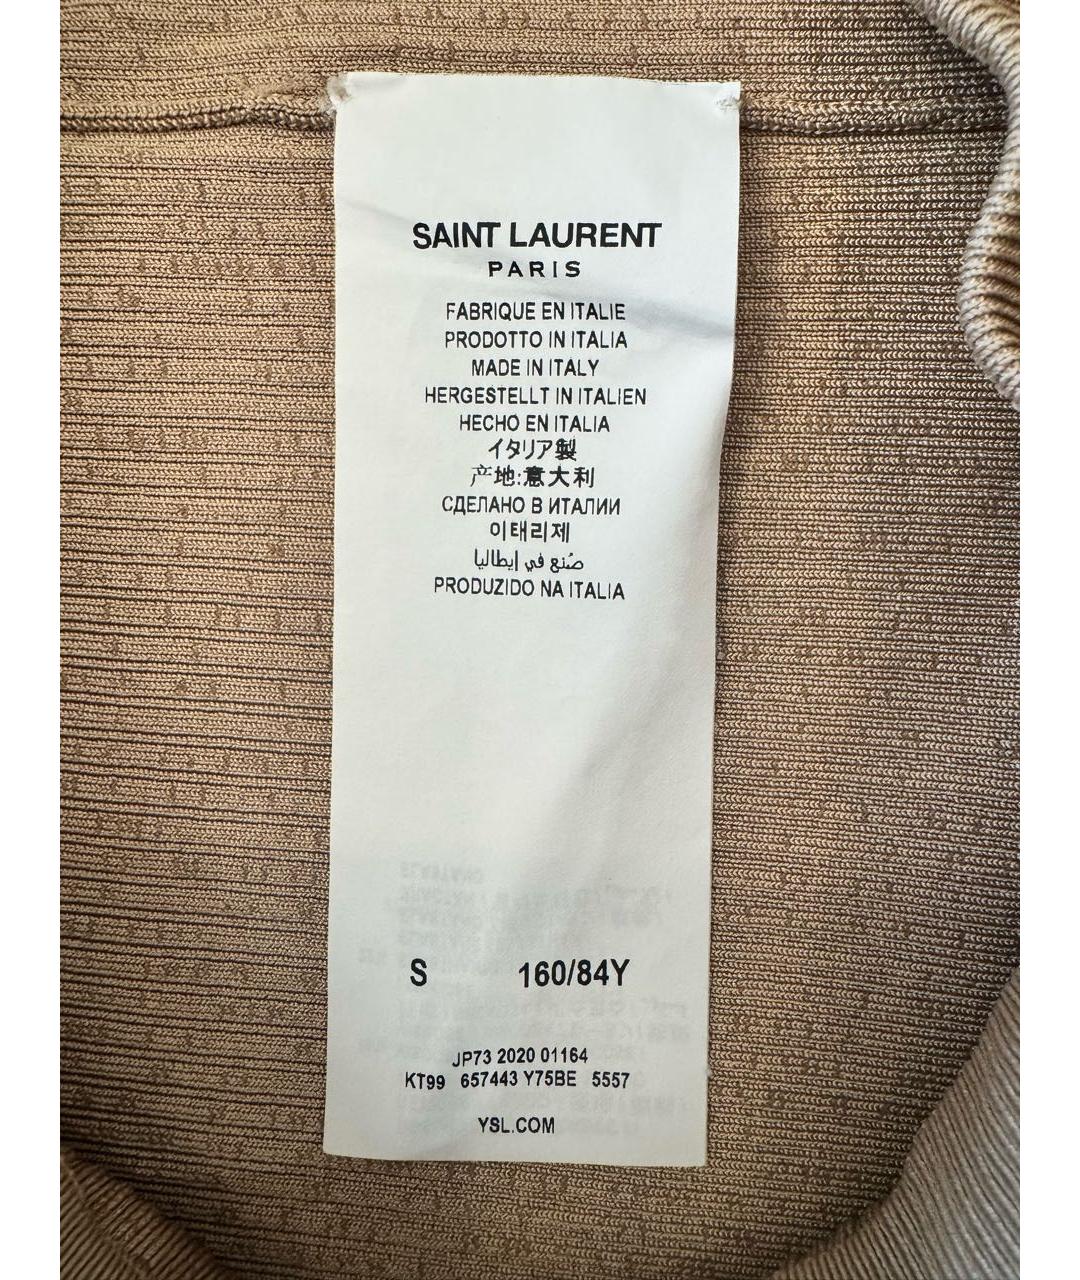 SAINT LAURENT
PARIS
FABRIQUE EN ITALIE
PRODOTTO IN ITALIA
MADE IN ITALY
HERGESTELLT IN ITALIEN
HECHO EN ITALIA
イタリア製
产地:意大利
СДЕЛАНО В ИТАЛИИ
이태리제
صُنع في إيطاليا
PRODUZIDO NA ITALIA
S 160/84Y
JP73 2020 01164
KT99 657443 Y75BE 5557
YSL.COM